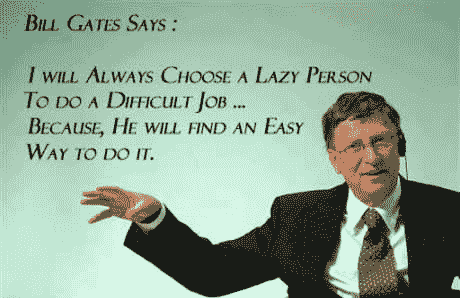 Bill Gates Says :
I will Always Choose a Lazy Person
To do a Difficult Job ...
Because, He will find an Easy
Way to do it.